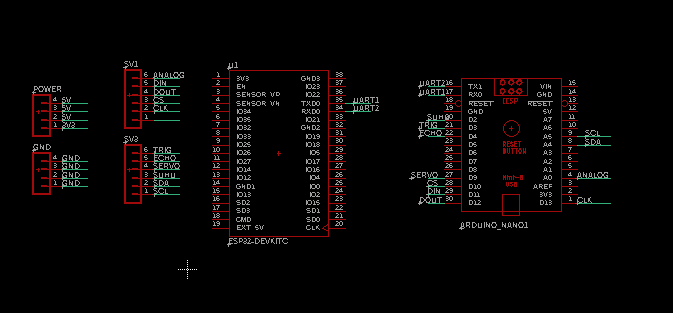 POWER
4 5V
3 5V
2 5V
1 3V3
GND
4 GND
3 GND
2 GND
1 GND
SV1
6 ANALOG
5 DIN
4 DOUT
3 CS
2 CLK
1
SV3
6 TRIG
5 ECHO
4 SERVO
3 SUHU
2 SDA
1 SCL
U1
1 3V3 GND3 38
2 EN IO23 37
3 SENSOR VP IO22 36
4 SENSOR VN TXD0 35 UART1
5 IO34 RXD0 34 UART2
6 IO35 IO21 33
7 IO32 GND2 32
8 IO33 IO19 31
9 IO25 IO18 30
10 IO26 IO5 29
11 IO27 IO17 28
12 IO14 IO16 27
13 IO12 IO4 26
14 GND1 IO0 25
15 IO13 IO2 24
16 SD2 IO15 23
17 SD3 SD1 22
18 CMD SD0 21
19 EXT 5V CLK 20
ESP32-DEVKITC
UART2 16 TX1 VIN 15
UART1 17 RX0 GND 14
18 RESET RESET 13
19 GND 5V 12
SUHU 20 D2 A7 11
TRIG 21 D3 A6 10
ECHO 22 D4 A5 9 SCL
23 D5 A4 8 SDA
24 D6 A3 7
25 D7 A2 6
26 D8 A1 5
SERVO 27 D9 A0 4 ANALOG
CS 28 D10 AREF 3
DIN 29 D11 3V3 2
DOUT 30 D12 D13 1 CLK
ICSP
RESET
BUTTON
USB
ARDUINO_NANO1